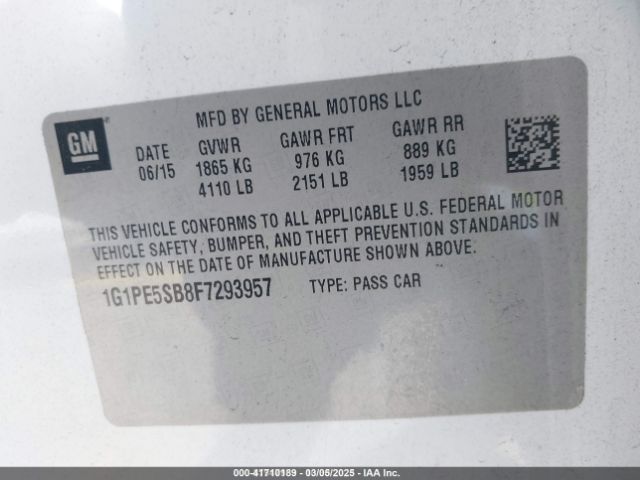 GM
MFD BY GENERAL MOTORS LLC
DATE GVWR GAWR FRT GAWR RR
06/15 1865 KG 976 KG 889 KG
4110 LB 2151 LB 1959 LB
THIS VEHICLE CONFORMS TO ALL APPLICABLE U.S. FEDERAL MOTOR
VEHICLE SAFETY, BUMPER, AND THEFT PREVENTION STANDARDS IN
EFFECT ON THE DATE OF MANUFACTURE SHOWN ABOVE.
1G1PE5SB8F7293957 TYPE: PASS CAR
000-41710189 - 03/05/2025 - IAA Inc.